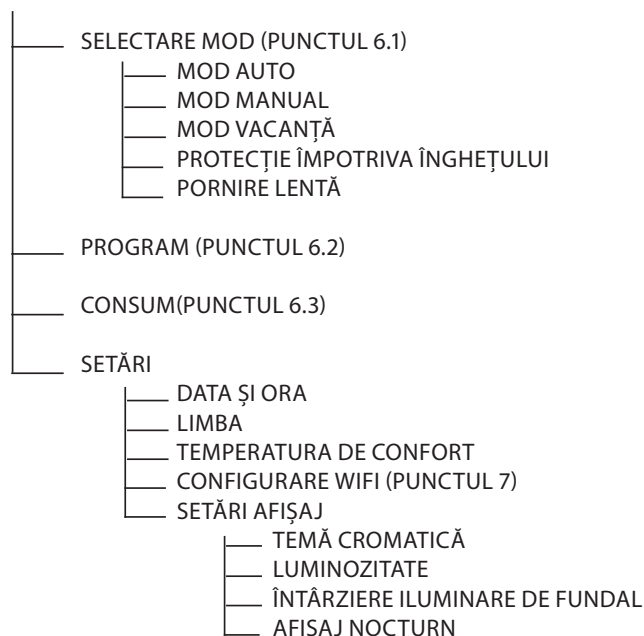 SELECTARE MOD (PUNCTUL 6.1)
MOD AUTO
MOD MANUAL
MOD VACANȚĂ
PROTECȚIE ÎMPOTRIVA ÎNGHEȚULUI
PORNIRE LENTĂ
PROGRAM (PUNCTUL 6.2)
CONSUM(PUNCTUL 6.3)
SETĂRI
DATA ȘI ORA
LIMBA
TEMPERATURA DE CONFORT
CONFIGURARE WIFI (PUNCTUL 7)
SETĂRI AFIȘAJ
TEMĂ CROMATICĂ
LUMINOZITATE
ÎNTÂRZIERE ILUMINARE DE FUNDAL
AFISAJ NOCTURN